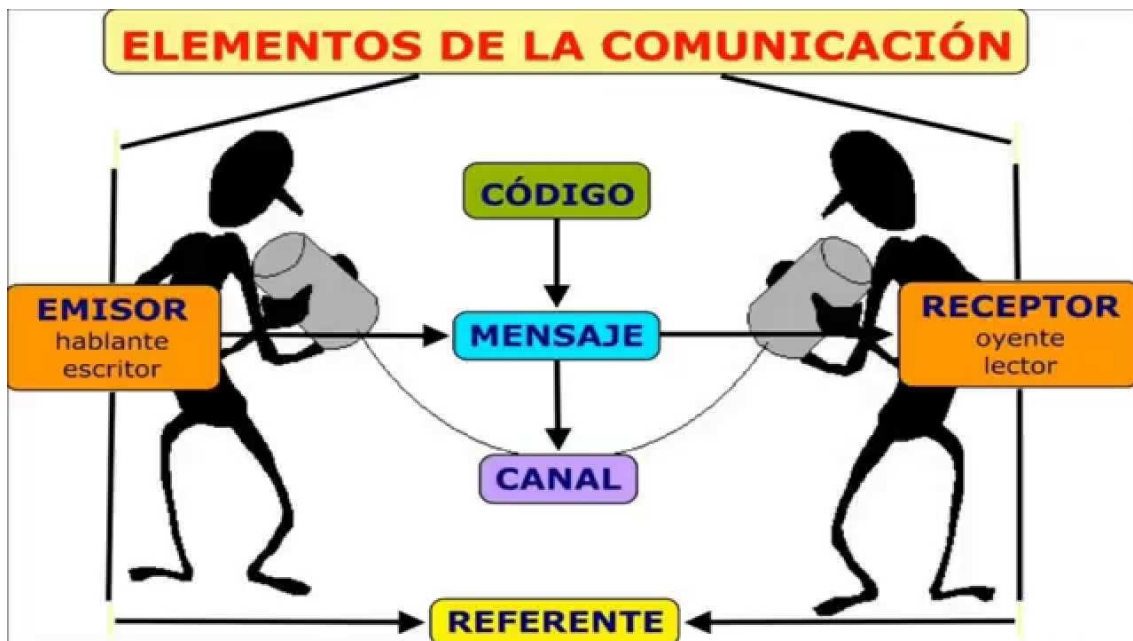 ELEMENTOS DE LA COMUNICACIÓN
CÓDIGO
EMISOR
hablante
escritor
MENSAJE
RECEPTOR
oyente
lector
CANAL
REFERENTE